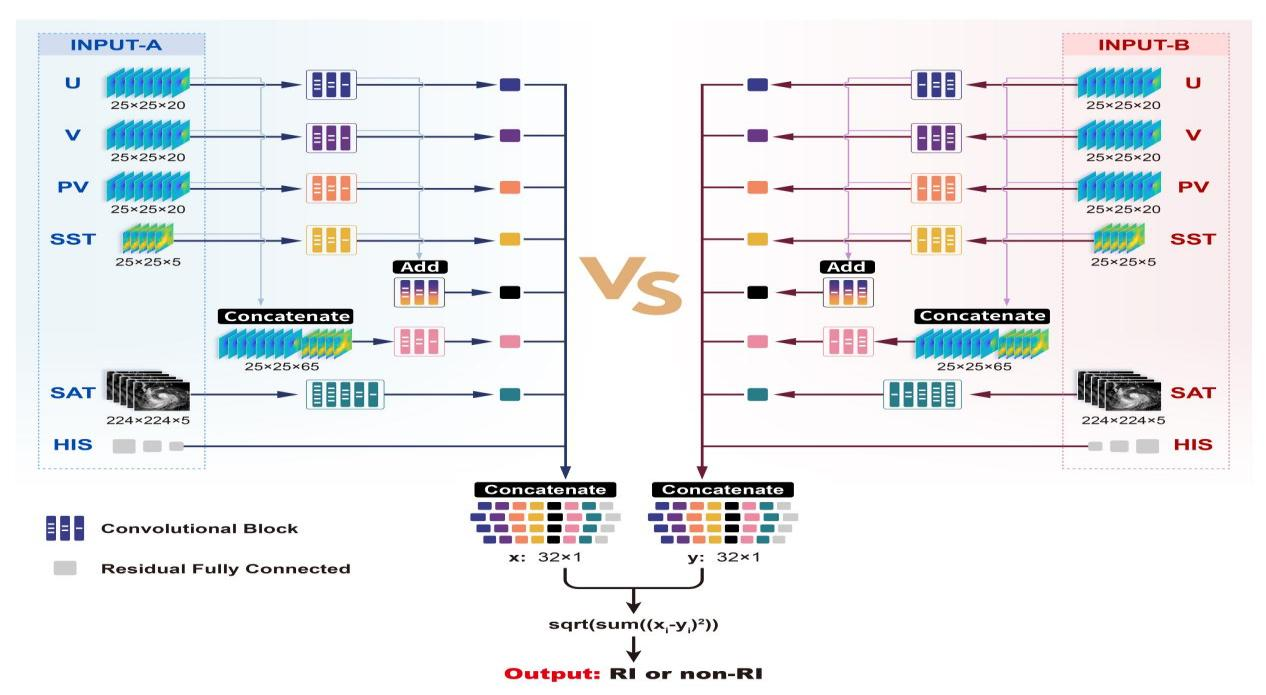 INPUT-A
INPUT-B
U
25×25×20
25×25×20
U
V
25×25×20
25×25×20
V
PV
25×25×20
25×25×20
PV
SST
25×25×5
25×25×5
SST
Add
Vs
Add
Concatenate
25×25×65
Concatenate
25×25×65
SAT
224×224×5
224×224×5
SAT
HIS
HIS
Concatenate
Concatenate
x: 32×1
y: 32×1
Convolutional Block
Residual Fully Connected
sqrt(sum((xᵢ-yᵢ)²))
Output: RI or non-RI